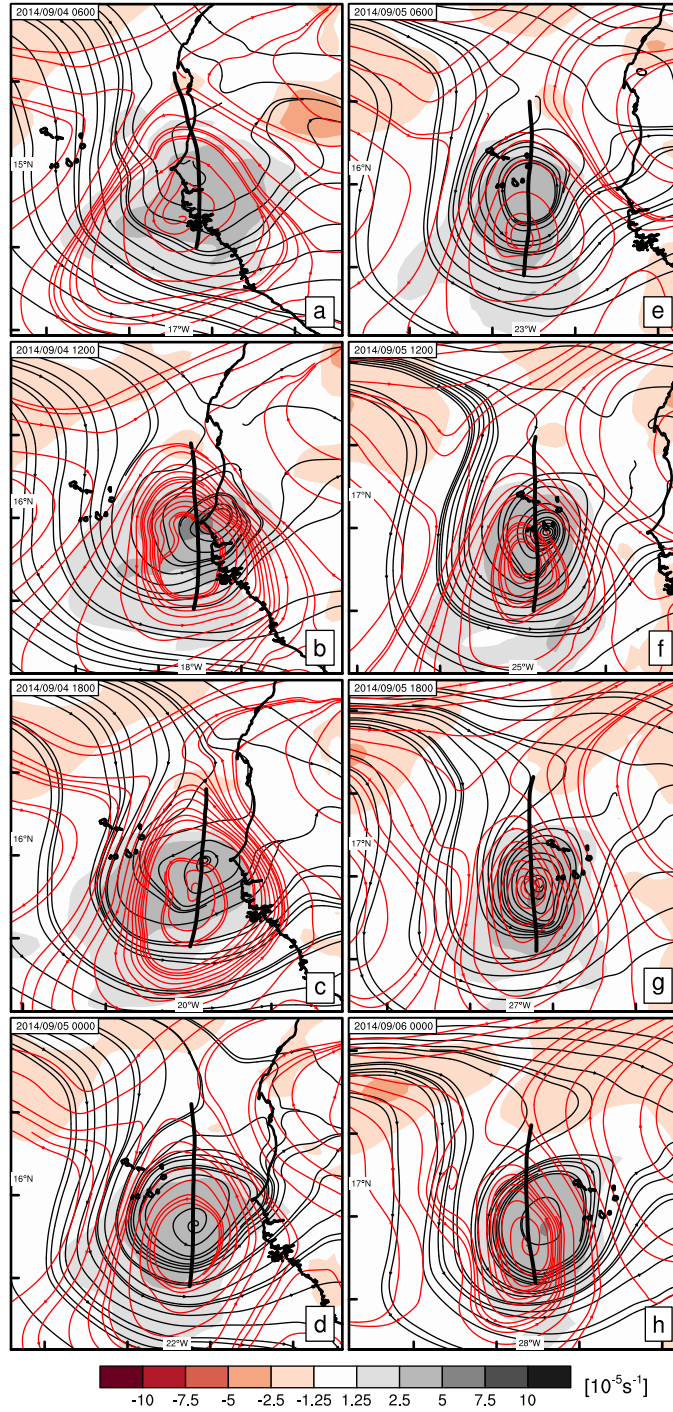 2014/09/04 0600
15°N
17°W
a
2014/09/05 0600
16°N
23°W
e
2014/09/04 1200
16°N
18°W
b
2014/09/05 1200
17°N
25°W
f
2014/09/04 1800
16°N
20°W
c
2014/09/05 1800
17°N
27°W
g
2014/09/05 0000
16°N
22°W
d
2014/09/06 0000
17°N
28°W
h
-10 -7.5 -5 -2.5 -1.25 1.25 2.5 5 7.5 10 [10⁻⁵s⁻¹]